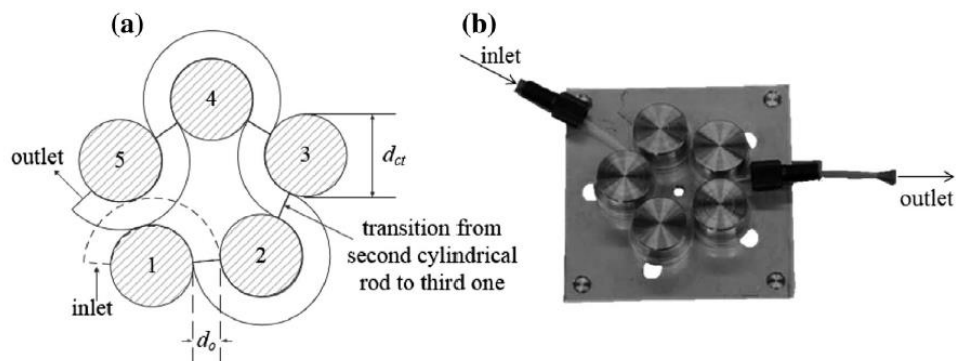 (a)
4
5
3
d_ct
outlet
transition from
second cylindrical
rod to third one
2
1
inlet
d_o
(b)
inlet
outlet